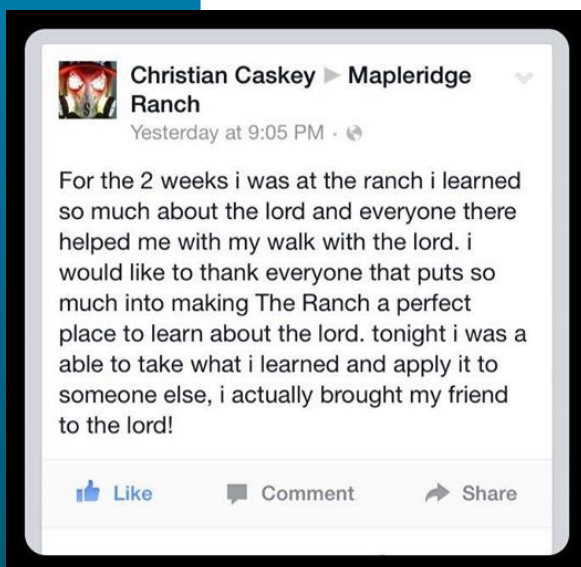 Christian Caskey ▶ Mapleridge
Ranch
Yesterday at 9:05 PM ·
For the 2 weeks i was at the ranch i learned
so much about the lord and everyone there
helped me with my walk with the lord. i
would like to thank everyone that puts so
much into making The Ranch a perfect
place to learn about the lord. tonight i was a
able to take what i learned and apply it to
someone else, i actually brought my friend
to the lord!
Like Comment Share